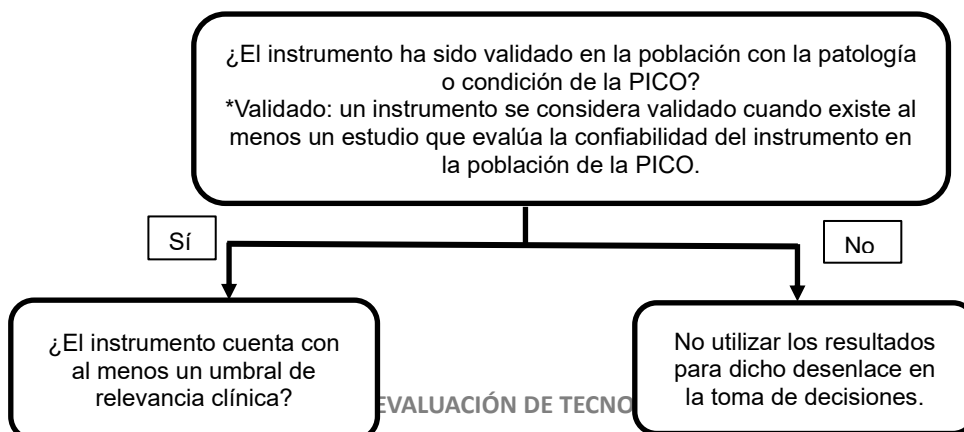 ¿El instrumento ha sido validado en la población con la patología
o condición de la PICO?
*Validado: un instrumento se considera validado cuando existe al
menos un estudio que evalúa la confiabilidad del instrumento en
la población de la PICO.
Sí
No
¿El instrumento cuenta con
al menos un umbral de
relevancia clínica?
No utilizar los resultados
para dicho desenlace en
la toma de decisiones.
EVALUACIÓN DE TECNO